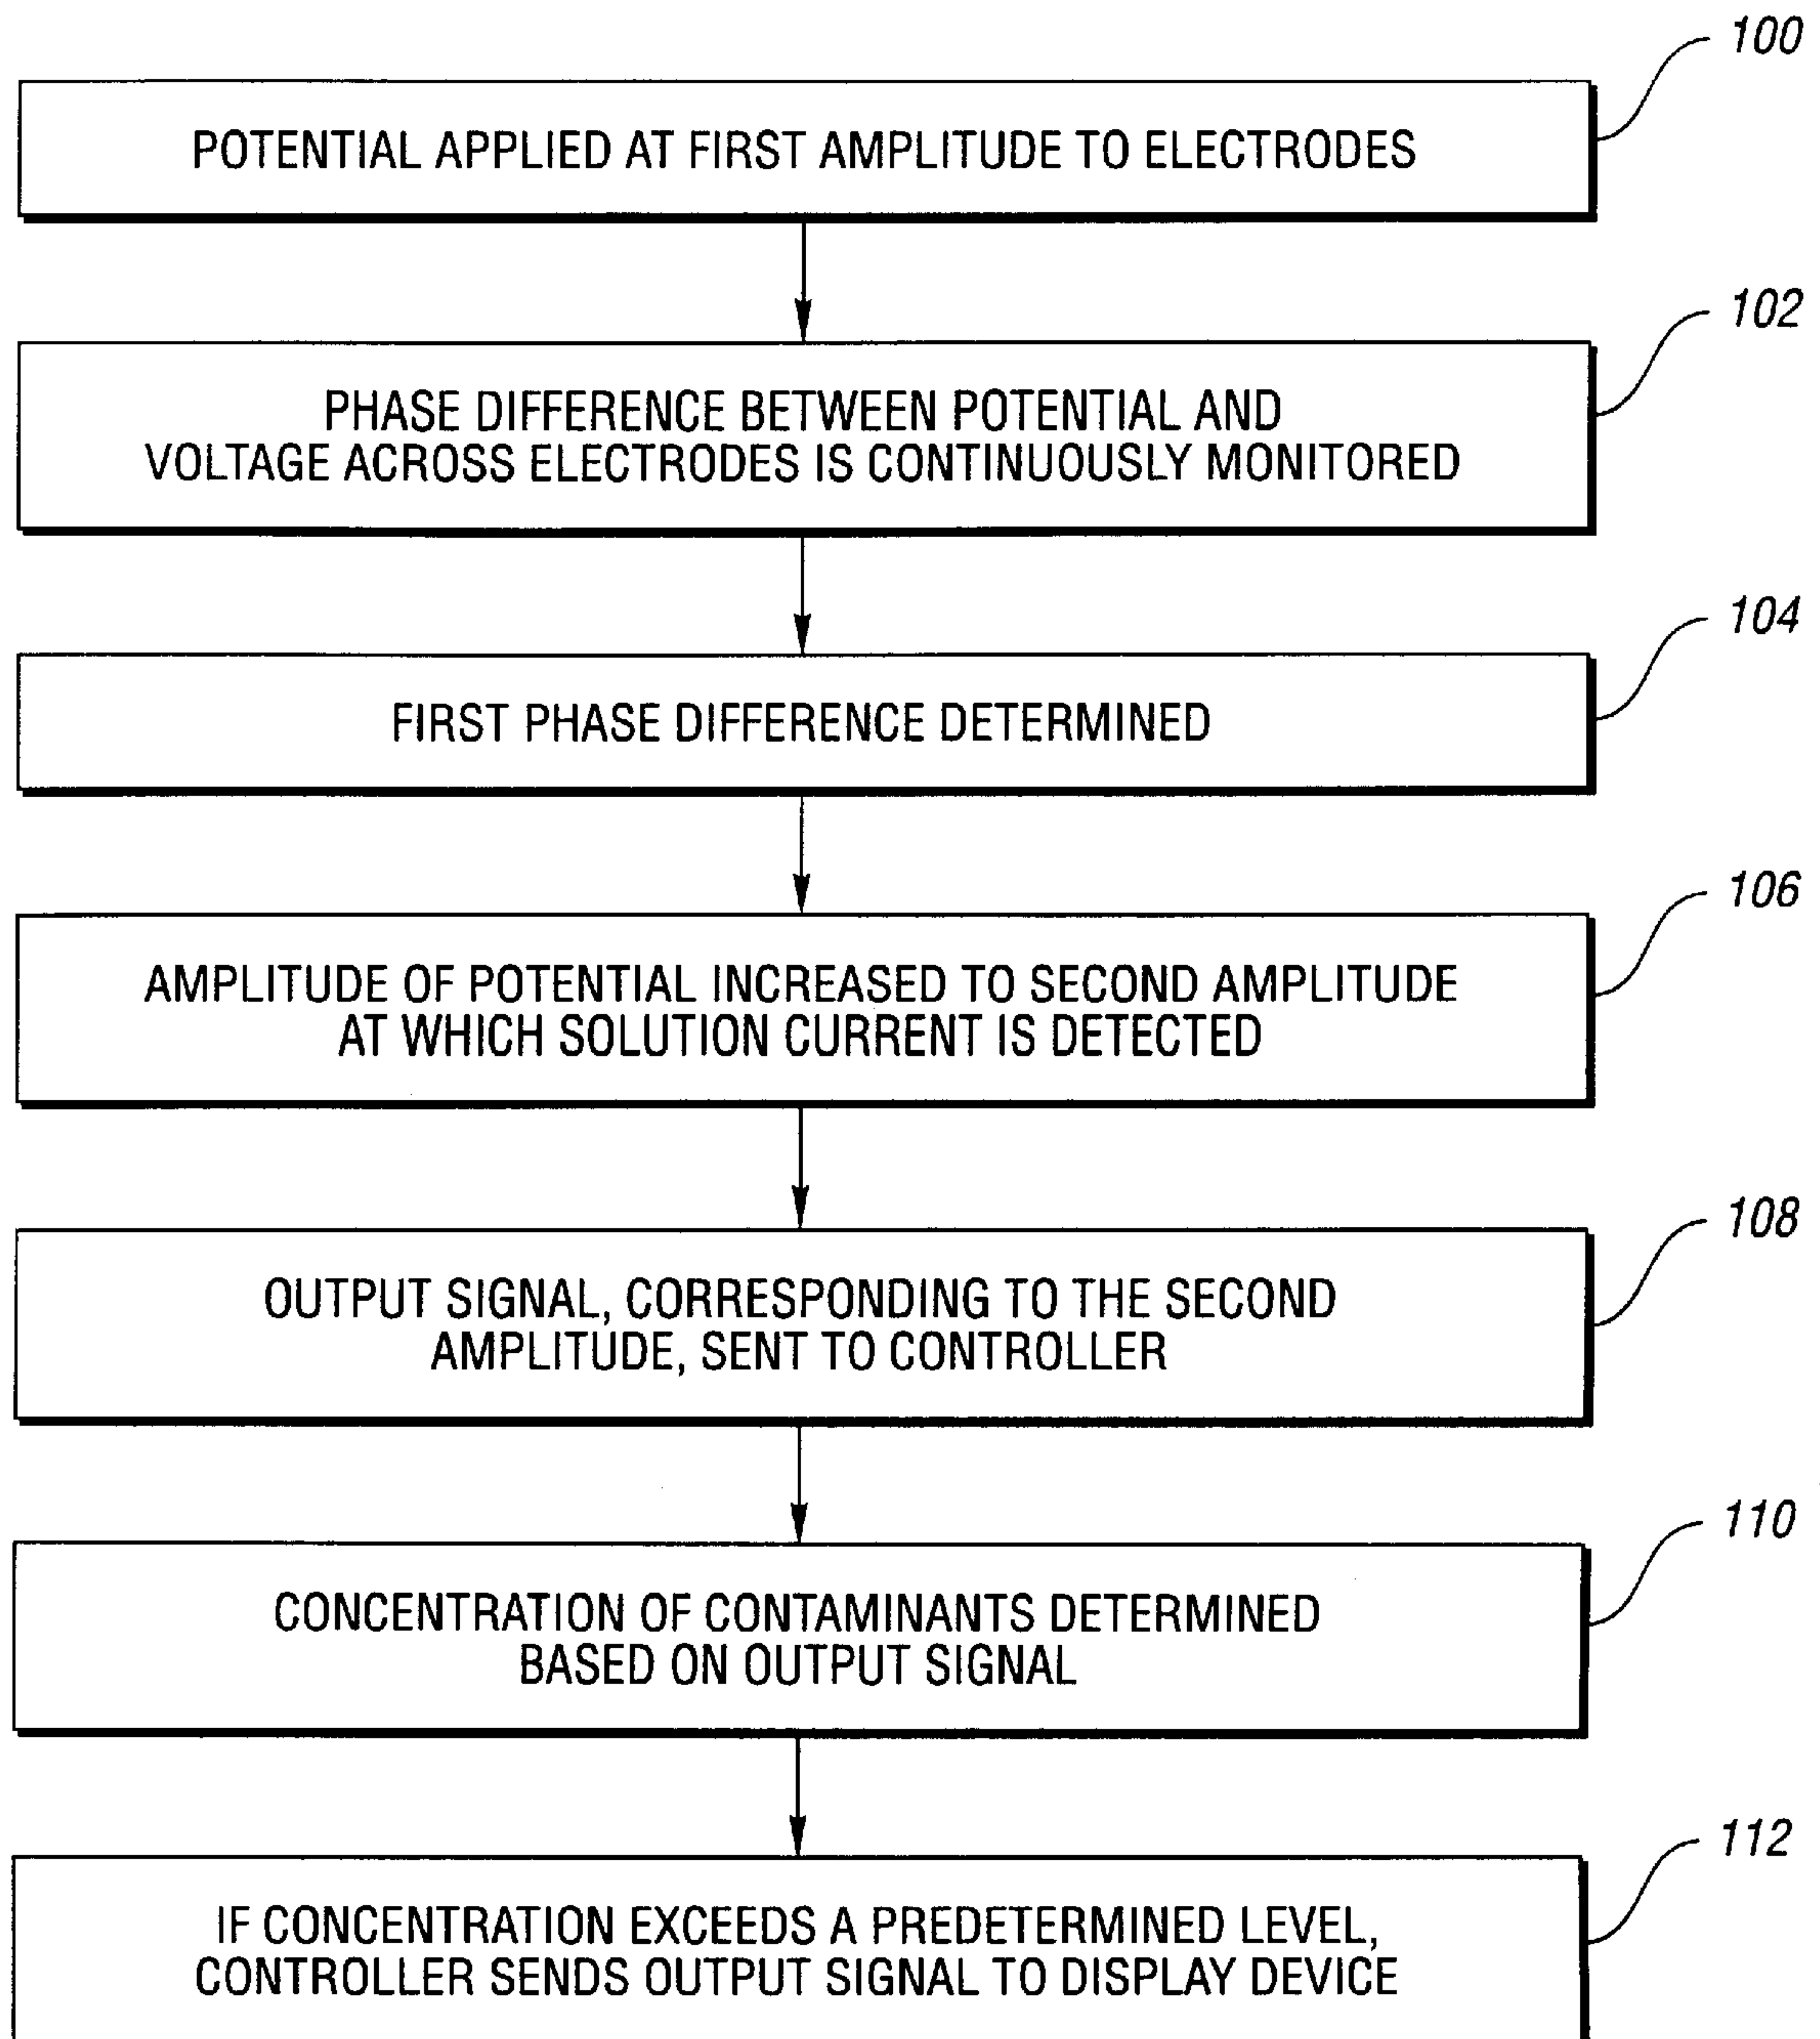 100
POTENTIAL APPLIED AT FIRST AMPLITUDE TO ELECTRODES
102
PHASE DIFFERENCE BETWEEN POTENTIAL AND
VOLTAGE ACROSS ELECTRODES IS CONTINUOUSLY MONITORED
104
FIRST PHASE DIFFERENCE DETERMINED
106
AMPLITUDE OF POTENTIAL INCREASED TO SECOND AMPLITUDE
AT WHICH SOLUTION CURRENT IS DETECTED
108
OUTPUT SIGNAL, CORRESPONDING TO THE SECOND
AMPLITUDE, SENT TO CONTROLLER
110
CONCENTRATION OF CONTAMINANTS DETERMINED
BASED ON OUTPUT SIGNAL
112
IF CONCENTRATION EXCEEDS A PREDETERMINED LEVEL,
CONTROLLER SENDS OUTPUT SIGNAL TO DISPLAY DEVICE